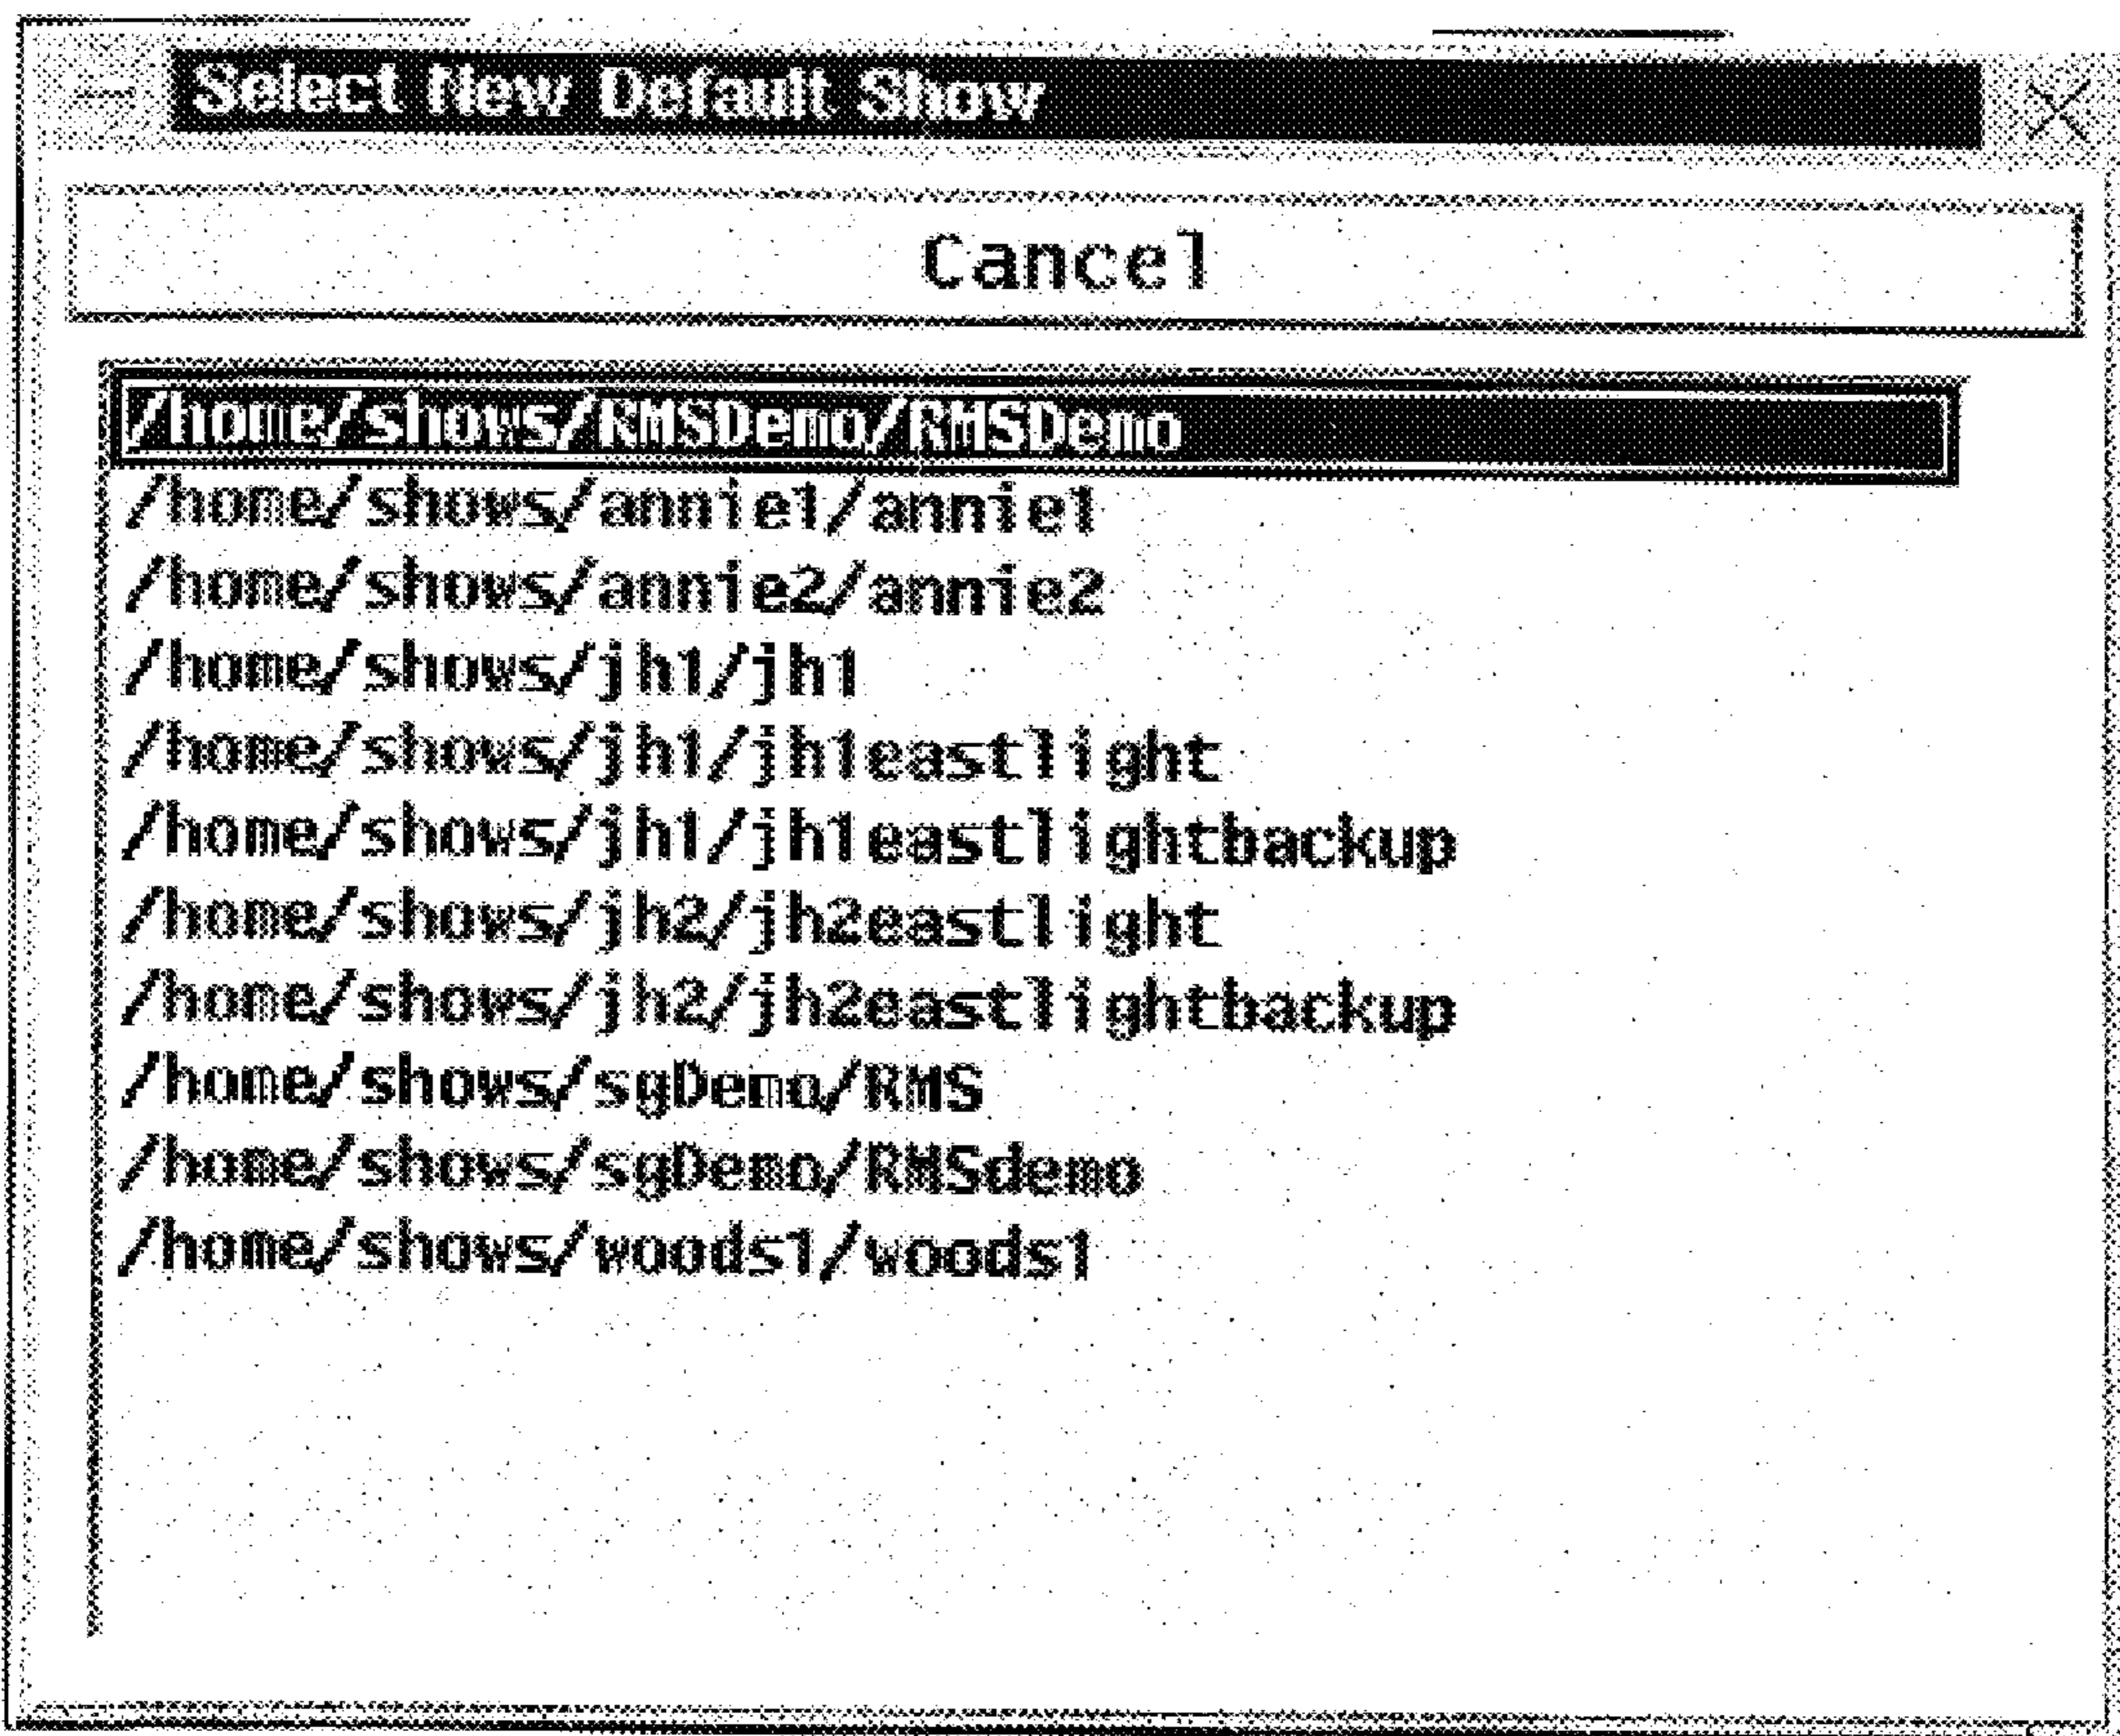 Select New Default Show
Cancel
/home/shows/RMSDemo/RMSDemo
/home/shows/annie1/annie1
/home/shows/annie2/annie2
/home/shows/jh1/jh1
/home/shows/jh1/jh1eastlight
/home/shows/jh1/jh1eastlightbackup
/home/shows/jh2/jh2eastlight
/home/shows/jh2/jh2eastlightbackup
/home/shows/sgDemo/RMS
/home/shows/sgDemo/RMSdemo
/home/shows/woods1/woods1